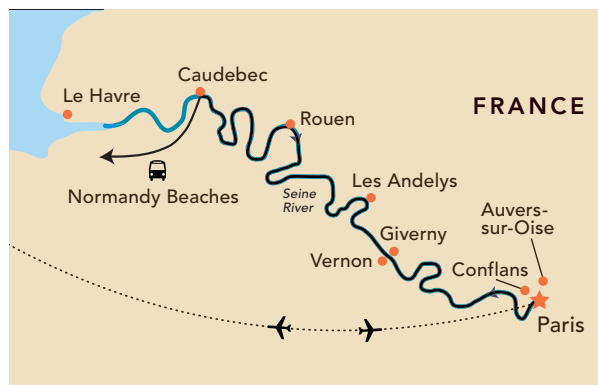 Caudebec
Le Havre
FRANCE
Rouen
Normandy Beaches
Seine
River
Les Andelys
Auvers-
sur-Oise
Giverny
Vernon
Conflans
Paris